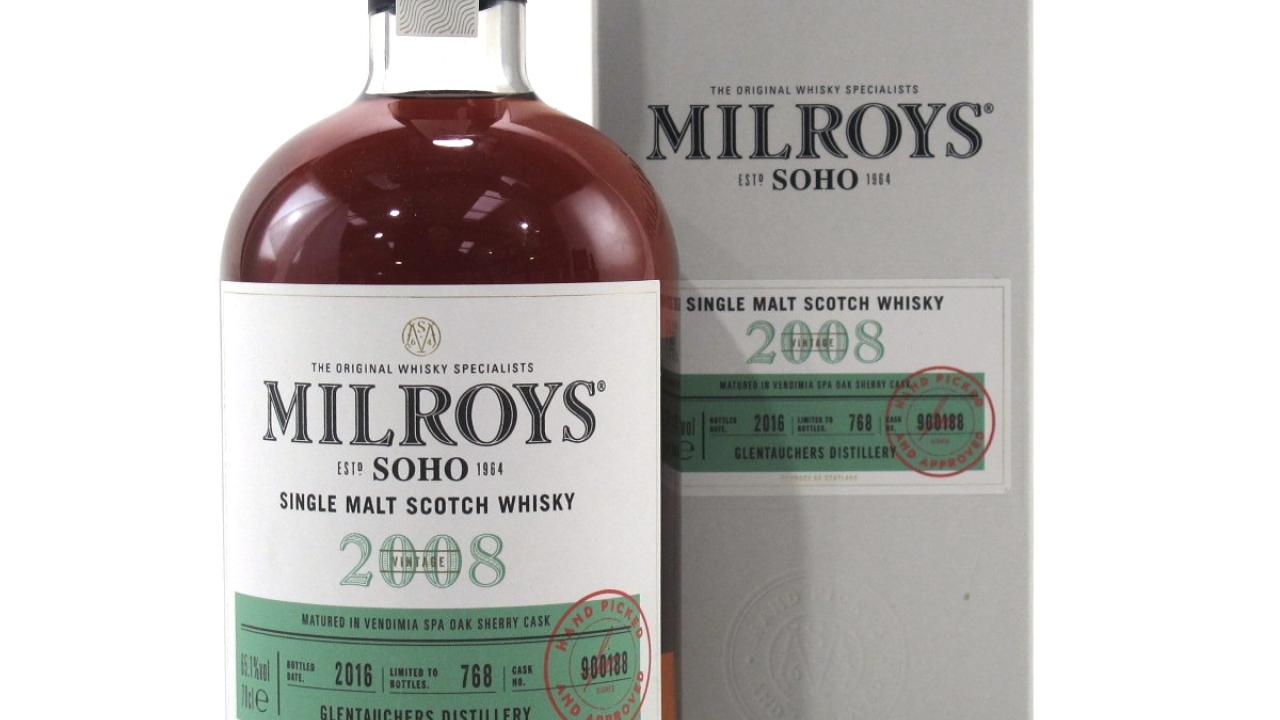 THE ORIGINAL WHISKY SPECIALISTS
MILROYS®
ESTD SOHO 1964
SINGLE MALT SCOTCH WHISKY
2008
VINTAGE
MATURED IN VENDIMIA SPA OAK SHERRY CASK
65.1%vol
70cl e
BOTTLED DATE. 2016 LIMITED TO BOTTLES. 768 CASK NO. 900188
GLENTAUCHERS DISTILLERY
HAND PICKED
AND APPROVED
THE ORIGINAL WHISKY SPECIALISTS
MILROYS®
ESTD SOHO 1964
SINGLE MALT SCOTCH WHISKY
2008
VINTAGE
MATURED IN VENDIMIA SPA OAK SHERRY CASK
vol
e
BOTTLED DATE. 2016 LIMITED TO BOTTLES. 768 CASK NO. 900188
GLENTAUCHERS DISTILLERY
PRODUCT OF SCOTLAND
HAND PICKED
AND APPROVED